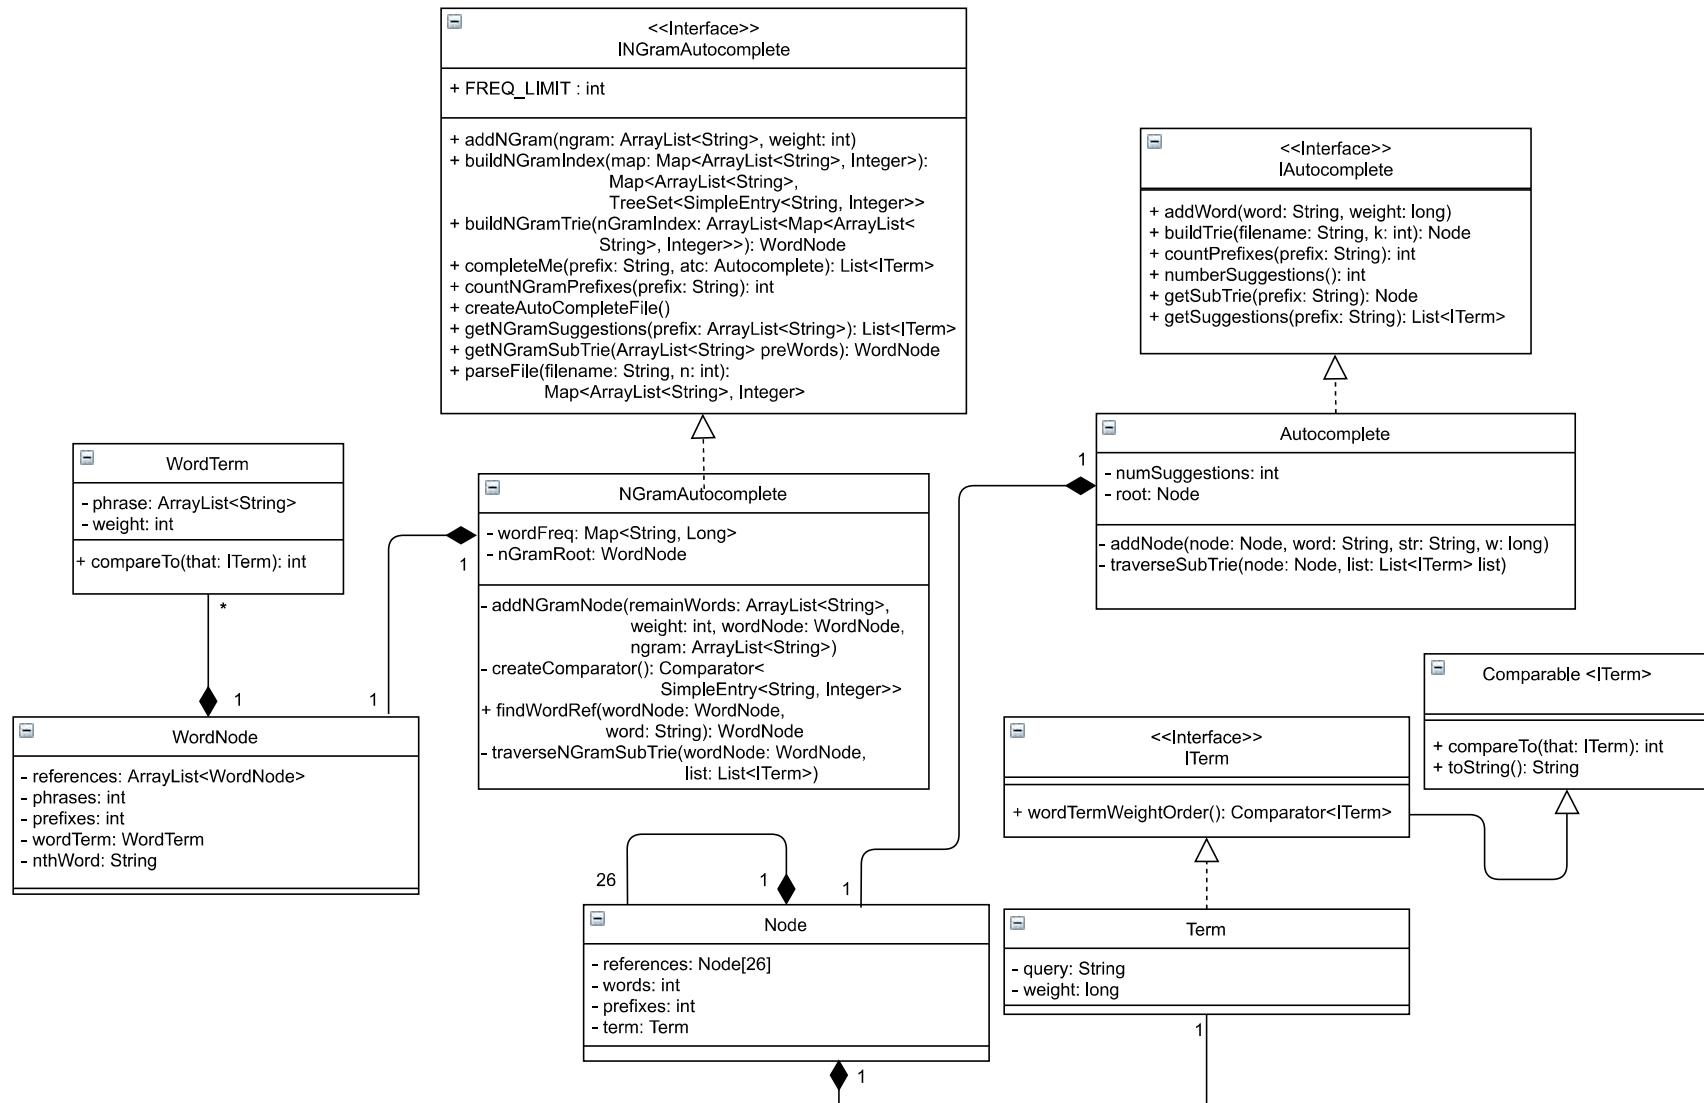 <<Interface>>
INGramAutocomplete
+ FREQ_LIMIT : int
+ addNGram(ngram: ArrayList<String>, weight: int)
+ buildNGramIndex(map: Map<ArrayList<String>, Integer>):
Map<ArrayList<String>,
TreeSet<SimpleEntry<String, Integer>>
+ buildNGramTrie(nGramIndex: ArrayList<Map<ArrayList<
String>, Integer>>): WordNode
+ completeMe(prefix: String, atc: Autocomplete): List<ITerm>
+ countNGramPrefixes(prefix: String): int
+ createAutoCompleteFile()
+ getNGramSuggestions(prefix: ArrayList<String>): List<ITerm>
+ getNGramSubTrie(ArrayList<String> preWords): WordNode
+ parseFile(filename: String, n: int):
Map<ArrayList<String>, Integer>
<<Interface>>
IAutocomplete
+ addWord(word: String, weight: long)
+ buildTrie(filename: String, k: int): Node
+ countPrefixes(prefix: String): int
+ numberSuggestions(): int
+ getSubTrie(prefix: String): Node
+ getSuggestions(prefix: String): List<ITerm>
WordTerm
- phrase: ArrayList<String>
- weight: int
+ compareTo(that: ITerm): int
*
1
1
1
NGramAutocomplete
- wordFreq: Map<String, Long>
- nGramRoot: WordNode
- addNGramNode(remainWords: ArrayList<String>,
weight: int, wordNode: WordNode,
ngram: ArrayList<String>)
- createComparator(): Comparator<
SimpleEntry<String, Integer>>
+ findWordRef(wordNode: WordNode,
word: String): WordNode
- traverseNGramSubTrie(wordNode: WordNode,
list: List<ITerm>)
1
Autocomplete
- numSuggestions: int
- root: Node
- addNode(node: Node, word: String, str: String, w: long)
- traverseSubTrie(node: Node, list: List<ITerm> list)
WordNode
- references: ArrayList<WordNode>
- phrases: int
- prefixes: int
- wordTerm: WordTerm
- nthWord: String
<<Interface>>
ITerm
+ wordTermWeightOrder(): Comparator<ITerm>
Comparable <ITerm>
+ compareTo(that: ITerm): int
+ toString(): String
26
1
1
Node
- references: Node[26]
- words: int
- prefixes: int
- term: Term
1
Term
- query: String
- weight: long
1